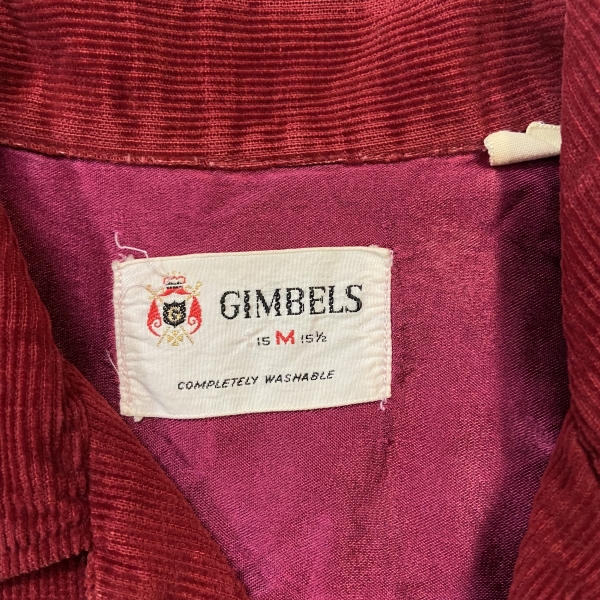 G
GIMBELS
15 M 15½
COMPLETELY WASHABLE